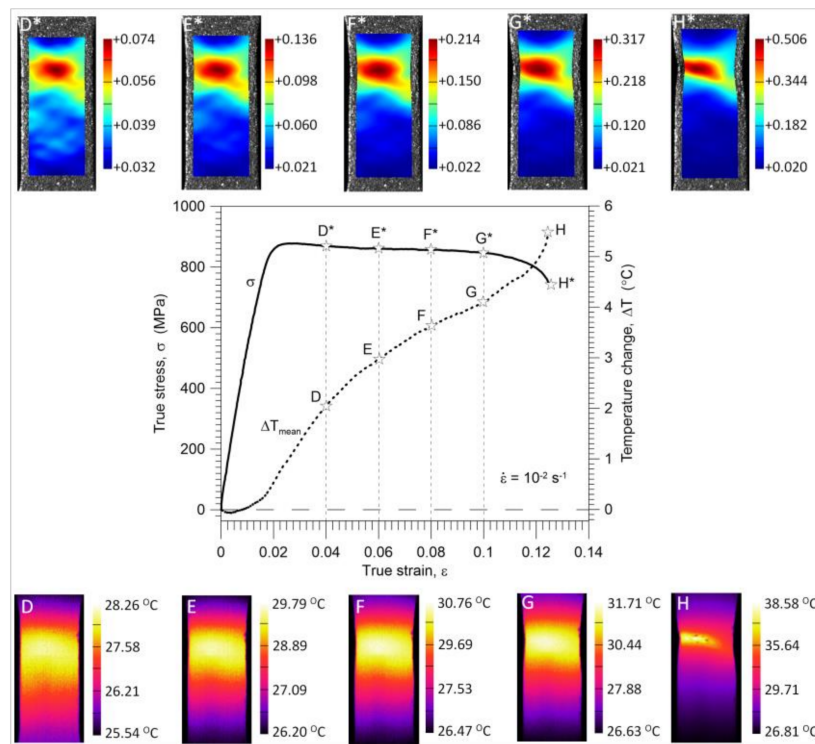 D* E* F* G* H*
+0.074 +0.136 +0.214 +0.317 +0.506
+0.056 +0.098 +0.150 +0.218 +0.344
+0.039 +0.060 +0.086 +0.120 +0.182
+0.032 +0.021 +0.022 +0.021 +0.020
1000
800
600
400
200
0
True stress, σ (MPa)
6
5
4
3
2
1
0
Temperature change, ΔT (°C)
D* E* F* G* H*
σ
D E F G H
ΔTmean
ε̇ = 10⁻² s⁻¹
0 0.02 0.04 0.06 0.08 0.1 0.12 0.14
True strain, ε
D E F G H
28.26 °C 29.79 °C 30.76 °C 31.71 °C 38.58 °C
27.58 28.89 29.69 30.44 35.64
26.21 27.09 27.53 27.88 29.71
25.54 °C 26.20 °C 26.47 °C 26.63 °C 26.81 °C